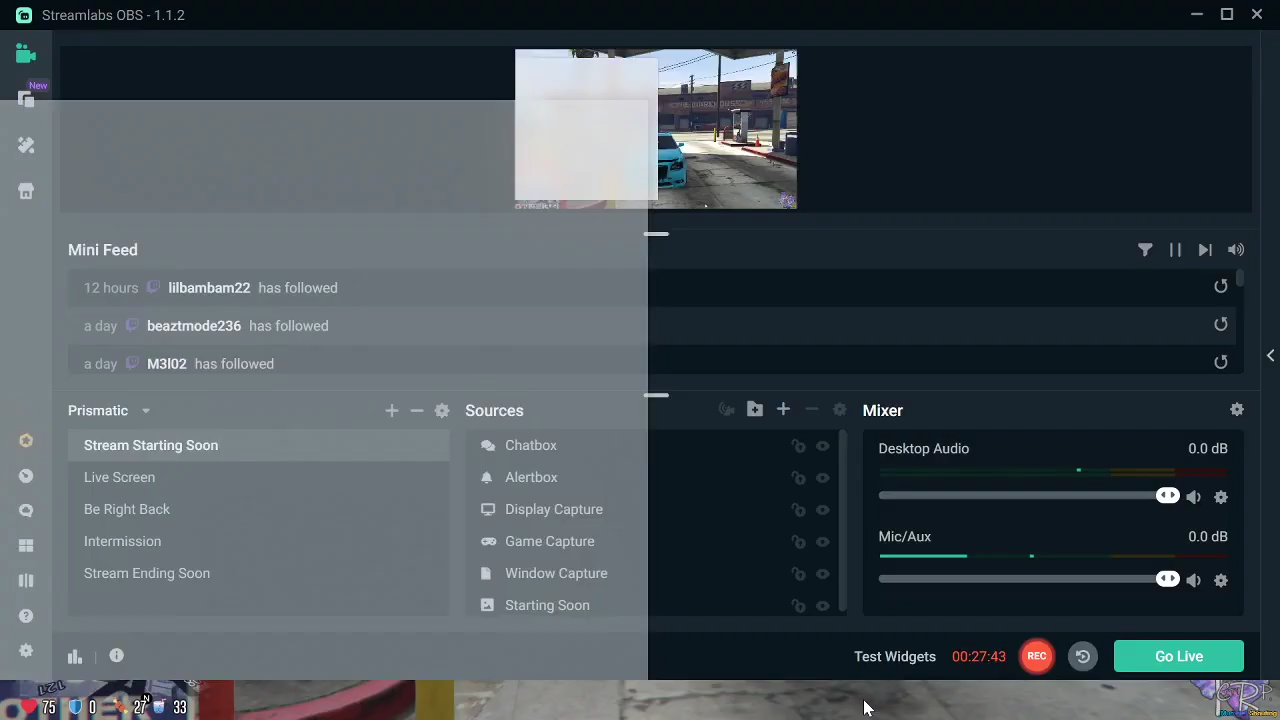 Streamlabs OBS - 1.1.2
New
Mini Feed
12 hours lilbambam22 has followed
a day beaztmode236 has followed
a day M3l02 has followed
Prismatic
Stream Starting Soon
Live Screen
Be Right Back
Intermission
Stream Ending Soon
Sources
Chatbox
Alertbox
Display Capture
Game Capture
Window Capture
Starting Soon
Mixer
Desktop Audio 0.0 dB
Mic/Aux 0.0 dB
Test Widgets 00:27:43 REC Go Live
75 0 27 N 33